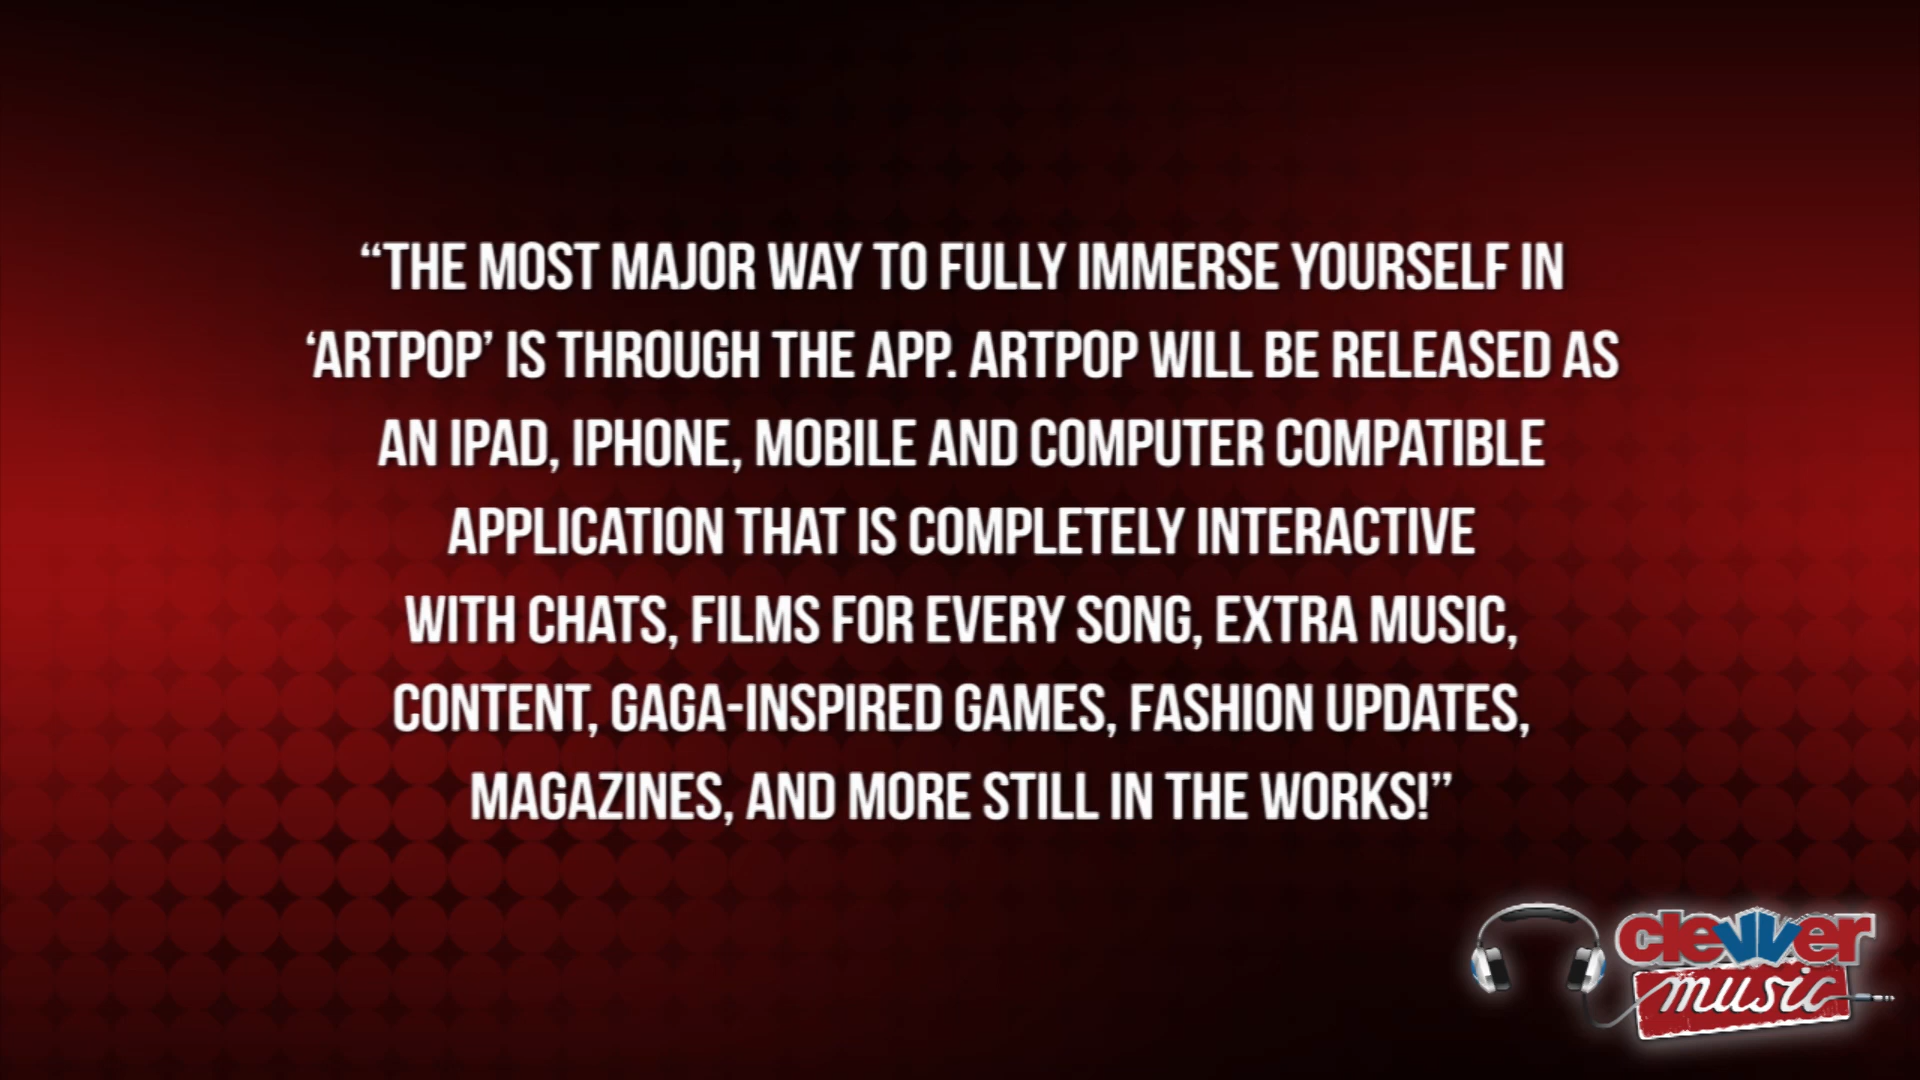 “THE MOST MAJOR WAY TO FULLY IMMERSE YOURSELF IN
‘ARTPOP’ IS THROUGH THE APP. ARTPOP WILL BE RELEASED AS
AN IPAD, IPHONE, MOBILE AND COMPUTER COMPATIBLE
APPLICATION THAT IS COMPLETELY INTERACTIVE
WITH CHATS, FILMS FOR EVERY SONG, EXTRA MUSIC,
CONTENT, GAGA-INSPIRED GAMES, FASHION UPDATES,
MAGAZINES, AND MORE STILL IN THE WORKS!”
clevver
music